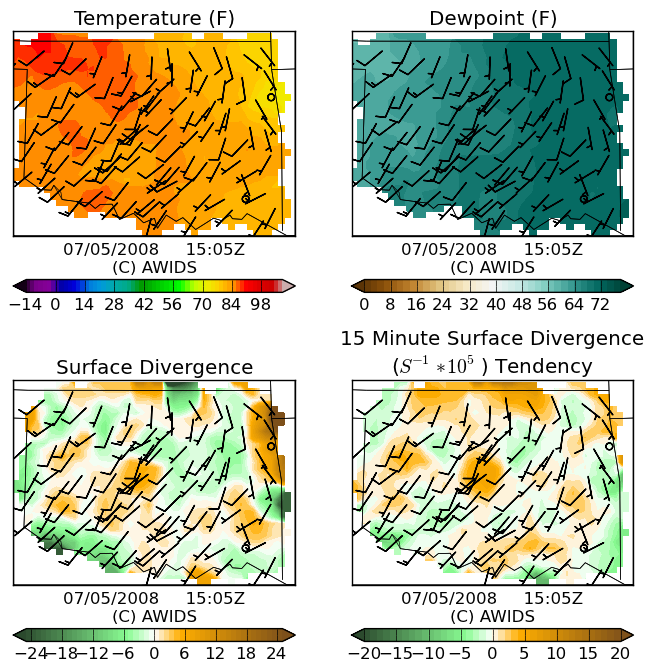 Temperature (F)
Dewpoint (F)
07/05/2008 15:05Z
(C) AWIDS
07/05/2008 15:05Z
(C) AWIDS
−14 0 14 28 42 56 70 84 98
0 8 16 24 32 40 48 56 64 72
Surface Divergence
15 Minute Surface Divergence
(S⁻¹ *10⁵ ) Tendency
07/05/2008 15:05Z
(C) AWIDS
07/05/2008 15:05Z
(C) AWIDS
−24 −18 −12 −6 0 6 12 18 24
−20 −15 −10 −5 0 5 10 15 20